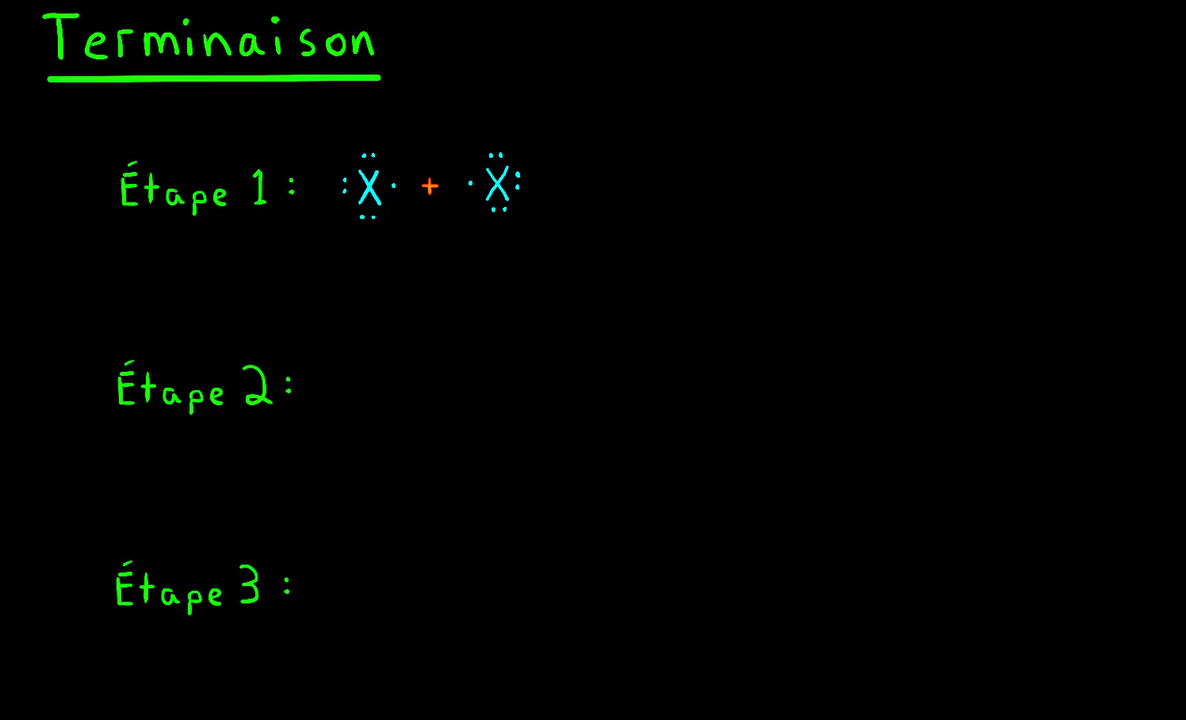 Terminaison
Étape 1 : :Ẍ· + ·Ẍ:
Étape 2 :
Étape 3 :